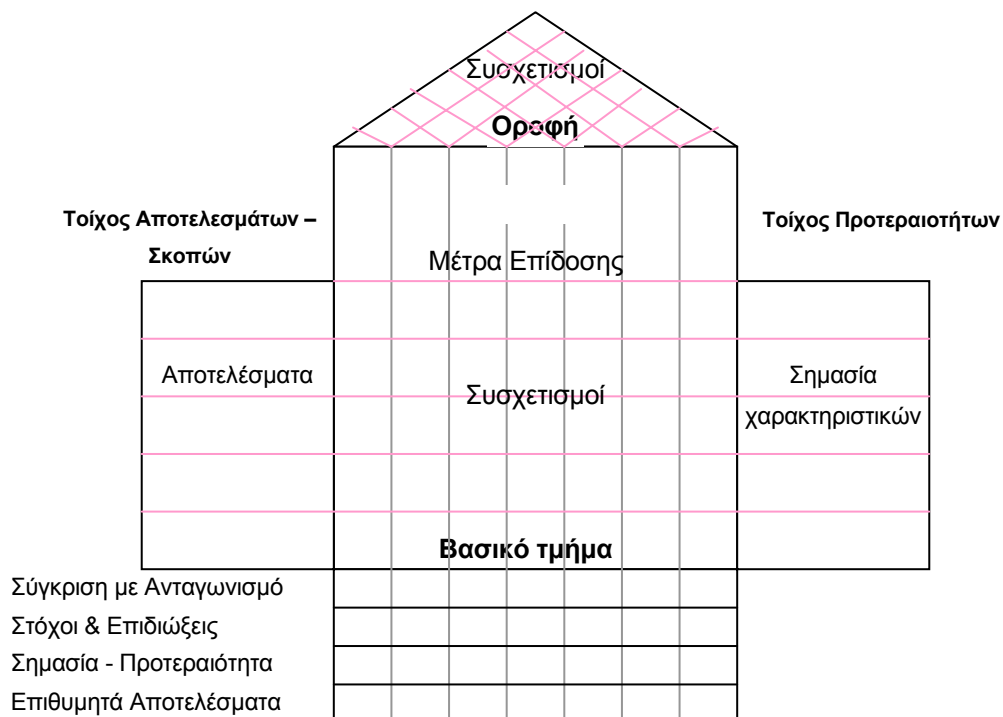 Συσχετισμοί
Οροφή
Τοίχος Αποτελεσμάτων –
Σκοπών
Τοίχος Προτεραιοτήτων
Μέτρα Επίδοσης
Αποτελέσματα
Συσχετισμοί
Σημασία
χαρακτηριστικών
Βασικό τμήμα
Σύγκριση με Ανταγωνισμό
Στόχοι & Επιδιώξεις
Σημασία - Προτεραιότητα
Επιθυμητά Αποτελέσματα